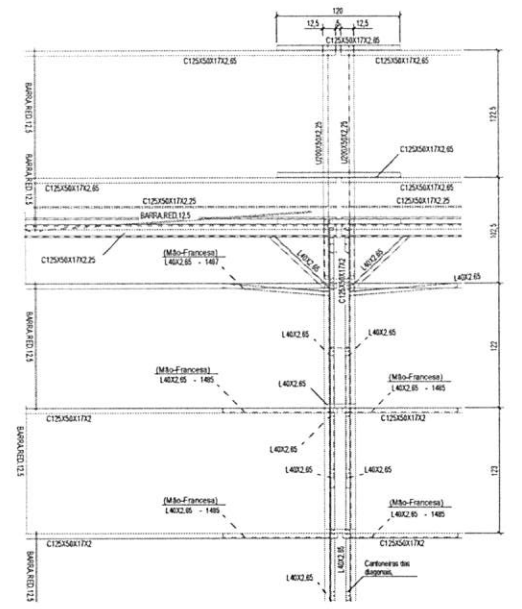 120
12,5 5 12,5
C125X50X17X2,65
C125X50X17X2,65 C125X50X17X2,65
BARRA.RED.12,5
U200X50X2,25
U200X50X2,25
122,5
C125X50X17X2,65
BARRA.RED.12,5
C125X50X17X2,65 C125X50X17X2,65
C125X50X17X2,25 C125X50X17X2,25
BARRA.RED.12,5
102,5
C125X50X17X2,25
(Mão-Francesa)
L40X2,65 - 1467
L40X2,65
L40X2,65
C125X50X17X2
L40X2,65
L40X2,65 L40X2,65
BARRA.RED.12,5
122
(Mão-Francesa)
L40X2,65 - 1485
L40X2,65
(Mão-Francesa)
L40X2,65 - 1485
C125X50X17X2 C125X50X17X2
L40X2,65
BARRA.RED.12,5
L40X2,65 L40X2,65
123
(Mão-Francesa)
L40X2,65 - 1485
(Mão-Francesa)
L40X2,65 - 1485
C125X50X17X2 C125X50X17X2
BARRA.RED.12,5
L40X2,65
L40X2,65
Cantoneiras das
diagonais,